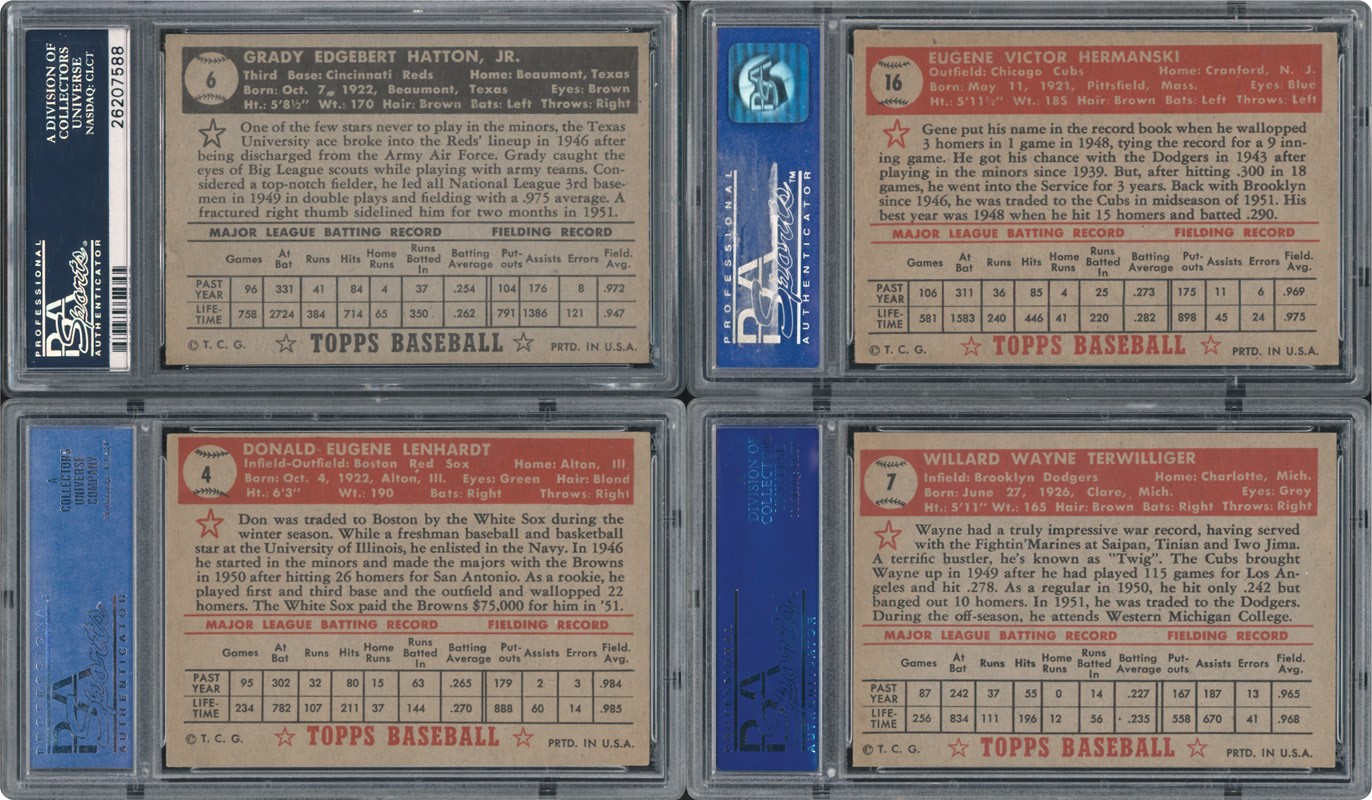 A DIVISION OF
COLLECTORS
UNIVERSE
NASDAQ: CLCT
26207588
PROFESSIONAL
PSA
Sports
AUTHENTICATOR
6
GRADY EDGEBERT HATTON, JR.
Third Base: Cincinnati Reds Home: Beaumont, Texas
Born: Oct. 7, 1922, Beaumont, Texas Eyes: Brown
Ht.: 5'8½" Wt.: 170 Hair: Brown Bats: Left Throws: Right
One of the few stars never to play in the minors, the Texas
University ace broke into the Reds' lineup in 1946 after
being discharged from the Army Air Force. Grady caught the
eyes of Big League scouts while playing with army teams. Con-
sidered a top-notch fielder, he led all National League 3rd base-
men in 1949 in double plays and fielding with a .975 average. A
fractured right thumb sidelined him for two months in 1951.
MAJOR LEAGUE BATTING RECORD FIELDING RECORD
Games At Bat Runs Hits Home Runs Runs Batted In Batting Average Put-outs Assists Errors Field. Avg.
PAST YEAR 96 331 41 84 4 37 .254 104 176 8 .972
LIFE-TIME 758 2724 384 714 65 350 .262 791 1386 121 .947
© T. C. G. TOPPS BASEBALL PRTD. IN U.S.A.
PSA
PROFESSIONAL
PSA
Sports™
AUTHENTICATOR
16
EUGENE VICTOR HERMANSKI
Outfield: Chicago Cubs Home: Cranford, N. J.
Born: May 11, 1921, Pittsfield, Mass. Eyes: Blue
Ht.: 5'11½" Wt.: 185 Hair: Brown Bats: Left Throws: Left
Gene put his name in the record book when he walloped
3 homers in 1 game in 1948, tying the record for a 9 inn-
ing game. He got his chance with the Dodgers in 1943 after
playing in the minors since 1939. But, after hitting .300 in 18
games, he went into the Service for 3 years. Back with Brooklyn
since 1946, he was traded to the Cubs in midseason of 1951. His
best year was 1948 when he hit 15 homers and batted .290.
MAJOR LEAGUE BATTING RECORD FIELDING RECORD
Games At Bat Runs Hits Home Runs Runs Batted In Batting Average Put-outs Assists Errors Field. Avg.
PAST YEAR 106 311 36 85 4 25 .273 175 11 6 .969
LIFE-TIME 581 1583 240 446 41 220 .282 898 45 24 .975
© T. C. G. TOPPS BASEBALL PRTD. IN U.S.A.
A
COLLECTORS
UNIVERSE
COMPANY
PSA
Sports
AUTHENTICATOR
4
DONALD EUGENE LENHARDT
Infield-Outfield: Boston Red Sox Home: Alton, Ill.
Born: Oct. 4, 1922, Alton, Ill. Eyes: Green Hair: Blond
Ht.: 6'3" Wt.: 190 Bats: Right Throws: Right
Don was traded to Boston by the White Sox during the
winter season. While a freshman baseball and basketball
star at the University of Illinois, he enlisted in the Navy. In 1946
he started in the minors and made the majors with the Browns
in 1950 after hitting 26 homers for San Antonio. As a rookie, he
played first and third base and the outfield and walloped 22
homers. The White Sox paid the Browns $75,000 for him in '51.
MAJOR LEAGUE BATTING RECORD FIELDING RECORD
Games At Bat Runs Hits Home Runs Runs Batted In Batting Average Put-outs Assists Errors Field. Avg.
PAST YEAR 95 302 32 80 15 63 .265 179 2 3 .984
LIFE-TIME 234 782 107 211 37 144 .270 888 60 14 .985
© T. C. G. TOPPS BASEBALL PRTD. IN U.S.A.
DIVISION OF
PSA
AUTHENTICATOR
7
WILLARD WAYNE TERWILLIGER
Infield: Brooklyn Dodgers Home: Charlotte, Mich.
Born: June 27, 1926, Clare, Mich. Eyes: Grey
Ht.: 5'11" Wt.: 165 Hair: Brown Bats: Right Throws: Right
Wayne had a truly impressive war record, having served
with the Fightin' Marines at Saipan, Tinian and Iwo Jima.
A terrific hustler, he's known as "Twig". The Cubs brought
Wayne up in 1949 after he had played 115 games for Los An-
geles and hit .278. As a regular in 1950, he hit only .242 but
banged out 10 homers. In 1951, he was traded to the Dodgers.
During the off-season, he attends Western Michigan College.
MAJOR LEAGUE BATTING RECORD FIELDING RECORD
Games At Bat Runs Hits Home Runs Runs Batted In Batting Average Put-outs Assists Errors Field. Avg.
PAST YEAR 87 242 37 55 0 14 .227 167 187 13 .965
LIFE-TIME 256 834 111 196 12 56 .235 558 670 41 .968
© T. C. G. TOPPS BASEBALL PRTD. IN U.S.A.